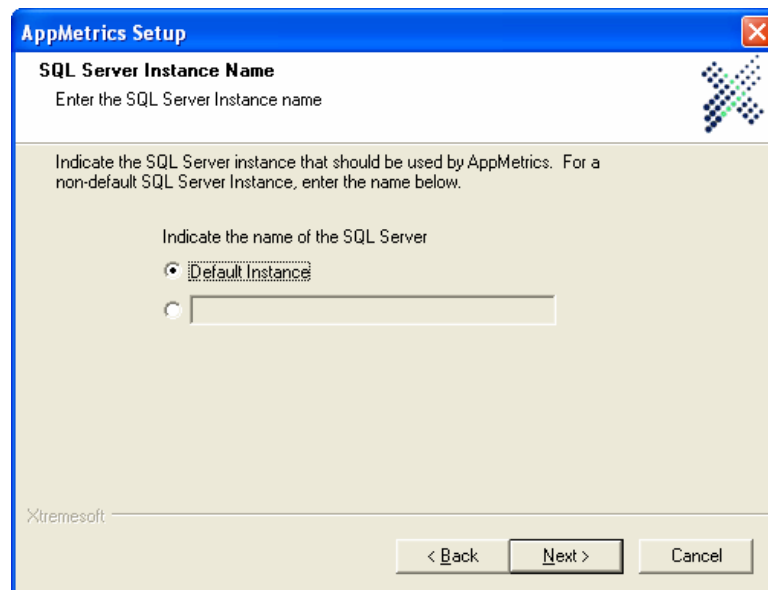 AppMetrics Setup
SQL Server Instance Name
Enter the SQL Server Instance name
Indicate the SQL Server instance that should be used by AppMetrics. For a
non-default SQL Server Instance, enter the name below.
Indicate the name of the SQL Server
Default Instance
Xtremesoft
< Back
Next >
Cancel